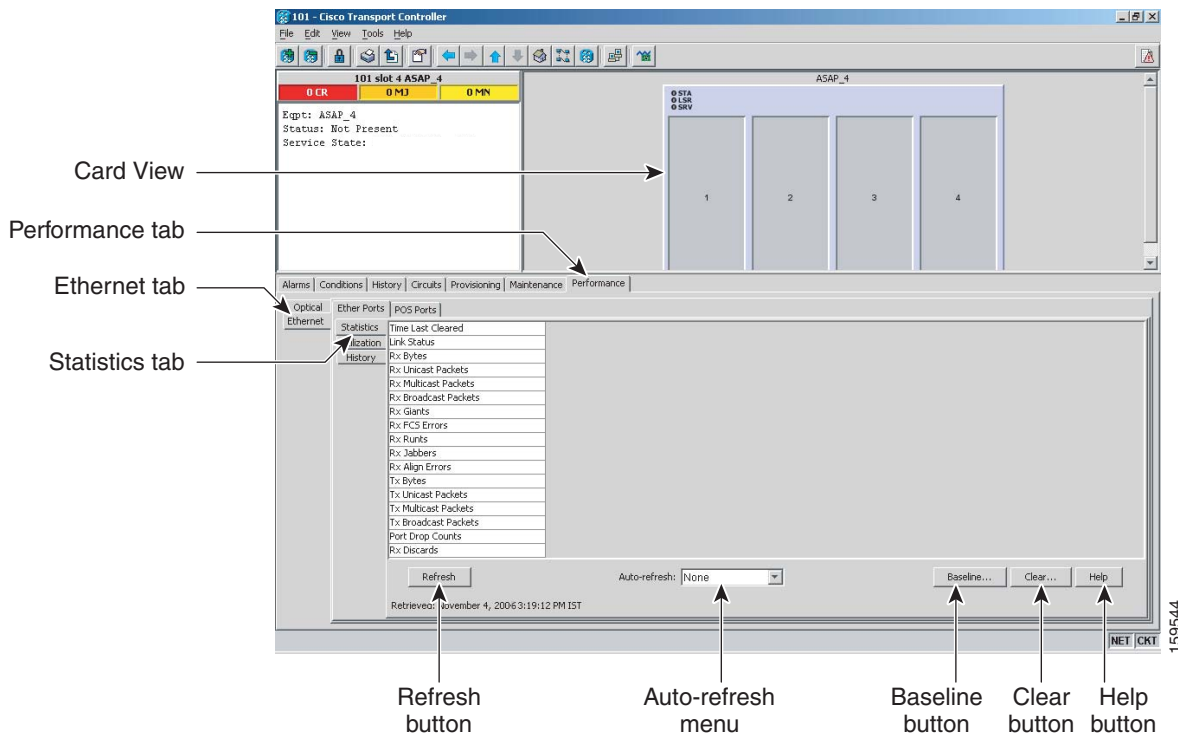 101 - Cisco Transport Controller
File Edit View Tools Help
101 slot 4 ASAP_4
0 CR 0 MJ 0 MN
Eqpt: ASAP_4
Status: Not Present
Service State:
ASAP_4
STA
LSR
SRV
1 2 3 4
Card View
Performance tab
Ethernet tab
Statistics tab
Alarms Conditions History Circuits Provisioning Maintenance Performance
Optical
Ethernet
Ether Ports POS Ports
Statistics
History
Time Last Cleared
Link Status
Rx Bytes
Rx Unicast Packets
Rx Multicast Packets
Rx Broadcast Packets
Rx Giants
Rx FCS Errors
Rx Runts
Rx Jabbers
Rx Align Errors
Tx Bytes
Tx Unicast Packets
Tx Multicast Packets
Tx Broadcast Packets
Port Drop Counts
Rx Discards
Refresh Auto-refresh: None Baseline... Clear... Help
Retrieved: November 4, 2006 3:19:12 PM IST
NET CKT
159544
Refresh button
Auto-refresh menu
Baseline button
Clear button
Help button